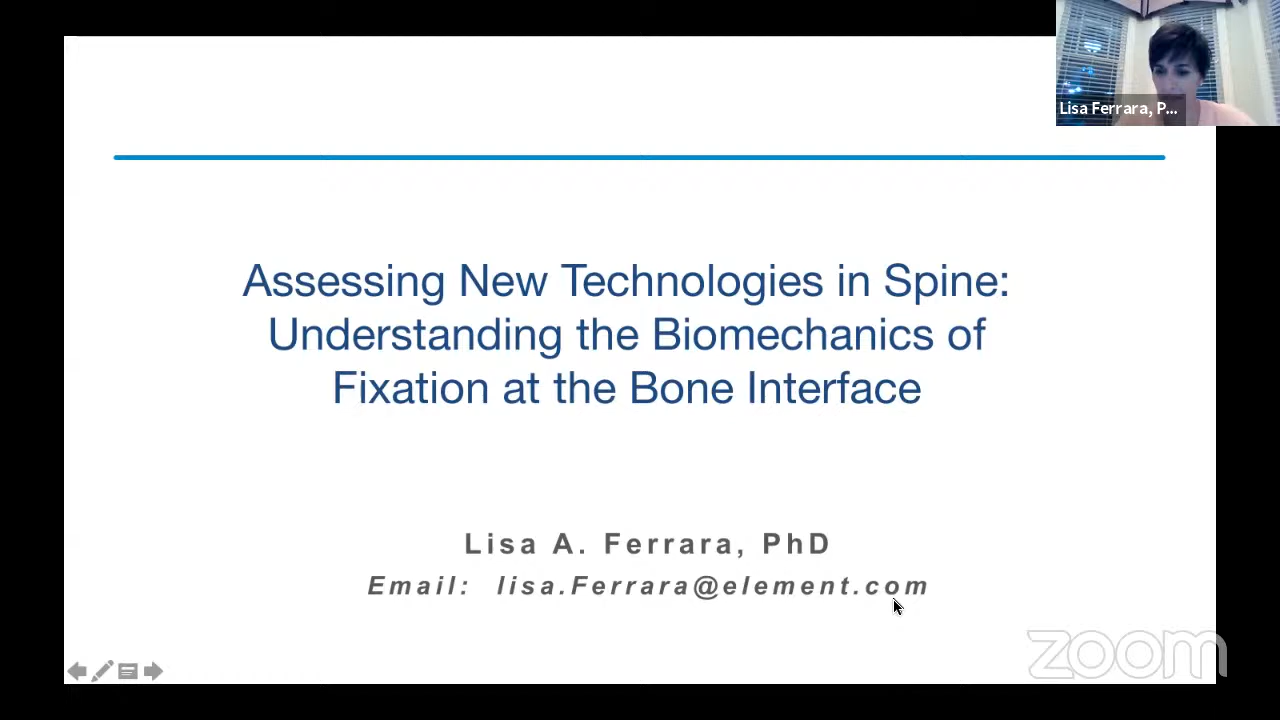 Lisa Ferrara, P...
Assessing New Technologies in Spine:
Understanding the Biomechanics of
Fixation at the Bone Interface
Lisa A. Ferrara, PhD
Email: lisa.Ferrara@element.com
zoom